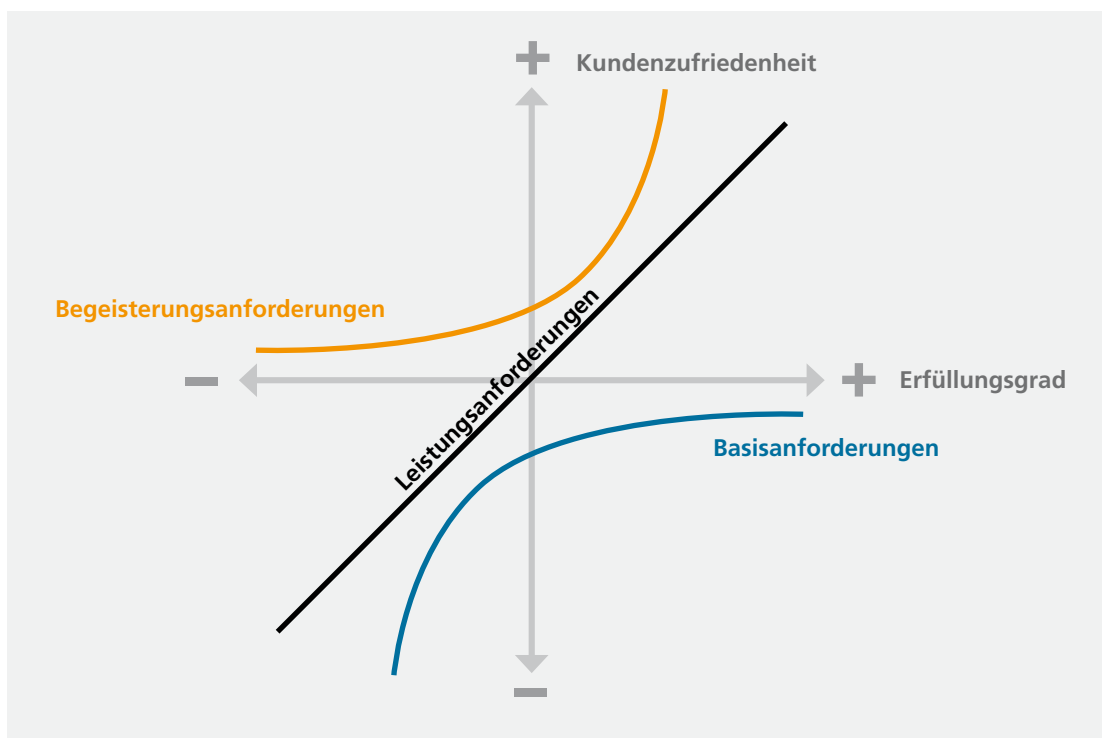 + Kundenzufriedenheit
Begeisterungsanforderungen
Leistungsanforderungen
− + Erfüllungsgrad
Basisanforderungen
−